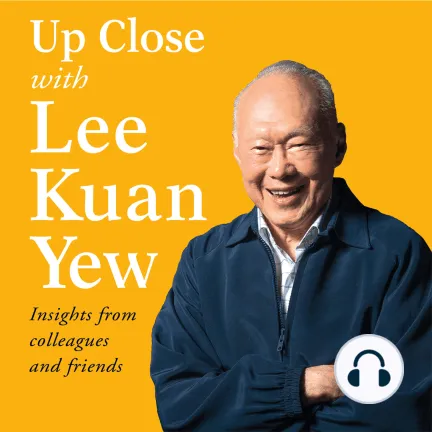 Up Close
with
Lee
Kuan
Yew
Insights from
colleagues
and friends